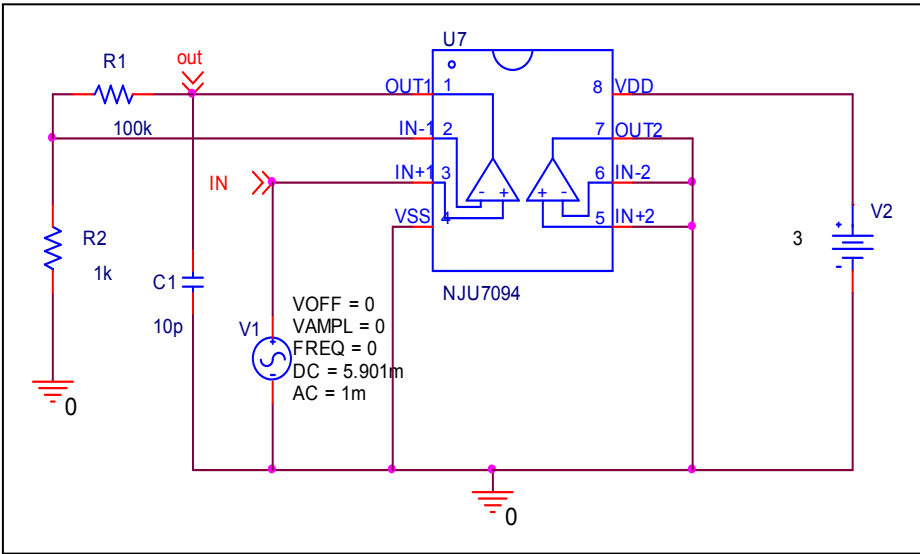 U7
R1
out
OUT1
1
8
VDD
100k
IN-1
2
7
OUT2
IN
IN+1
3
6
IN-2
- +
+ -
VSS
4
5
IN+2
V2
R2
3
+
-
1k
C1
NJU7094
10p
V1
+
-
VOFF = 0
VAMPL = 0
FREQ = 0
DC = 5.901m
AC = 1m
0
0